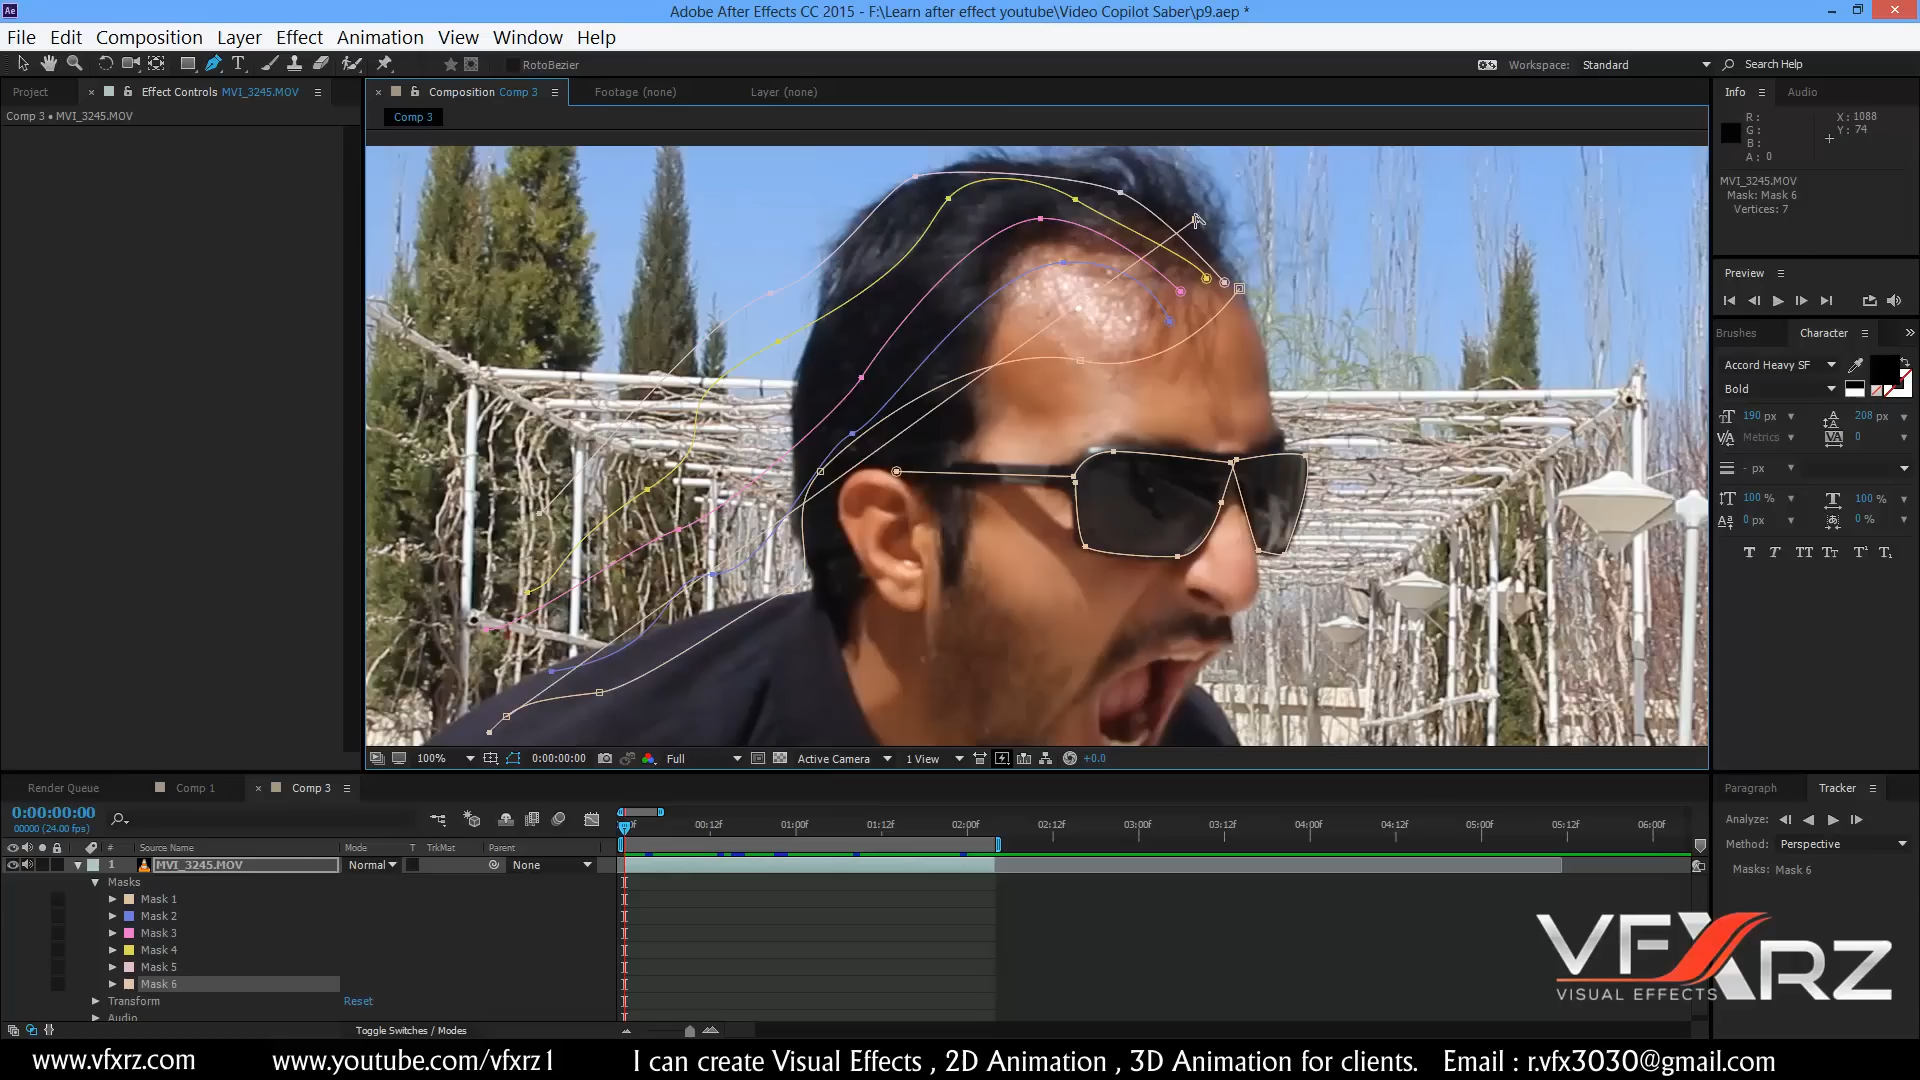 Adobe After Effects CC 2015 - F:\Learn after effect youtube\Video Copilot Saber\p9.aep *
File Edit Composition Layer Effect Animation View Window Help
RotoBezier
Workspace: Standard
Search Help
Project
Effect Controls MVI_3245.MOV
Composition Comp 3
Footage (none)
Layer (none)
Info
Audio
Comp 3 • MVI_3245.MOV
Comp 3
R :
G :
B :
A : 0
X : 1088
Y : 74
MVI_3245.MOV
Mask: Mask 6
Vertices: 7
Preview
Brushes
Character
Accord Heavy SF
Bold
190 px
208 px
Metrics
0
- px
100 %
100 %
0 px
0 %
T T TT Tt T¹ T₁
100%
0:00:00:00
Full
Active Camera
1 View
+0.0
Render Queue
Comp 1
Comp 3
Paragraph
Tracker
0:00:00:00
00000 (24.00 fps)
00:12f 01:00f 01:12f 02:00f 02:12f 03:00f 03:12f 04:00f 04:12f 05:00f 05:12f 06:00f
Analyze:
Method: Perspective
Masks: Mask 6
# Source Name Mode T TrkMat Parent
1 MVI_3245.MOV Normal None
Masks
Mask 1
Mask 2
Mask 3
Mask 4
Mask 5
Mask 6
Transform Reset
Audio
Toggle Switches / Modes
VFXRZ
VISUAL EFFECTS
www.vfxrz.com www.youtube.com/vfxrz1 I can create Visual Effects , 2D Animation , 3D Animation for clients. Email : r.vfx3030@gmail.com